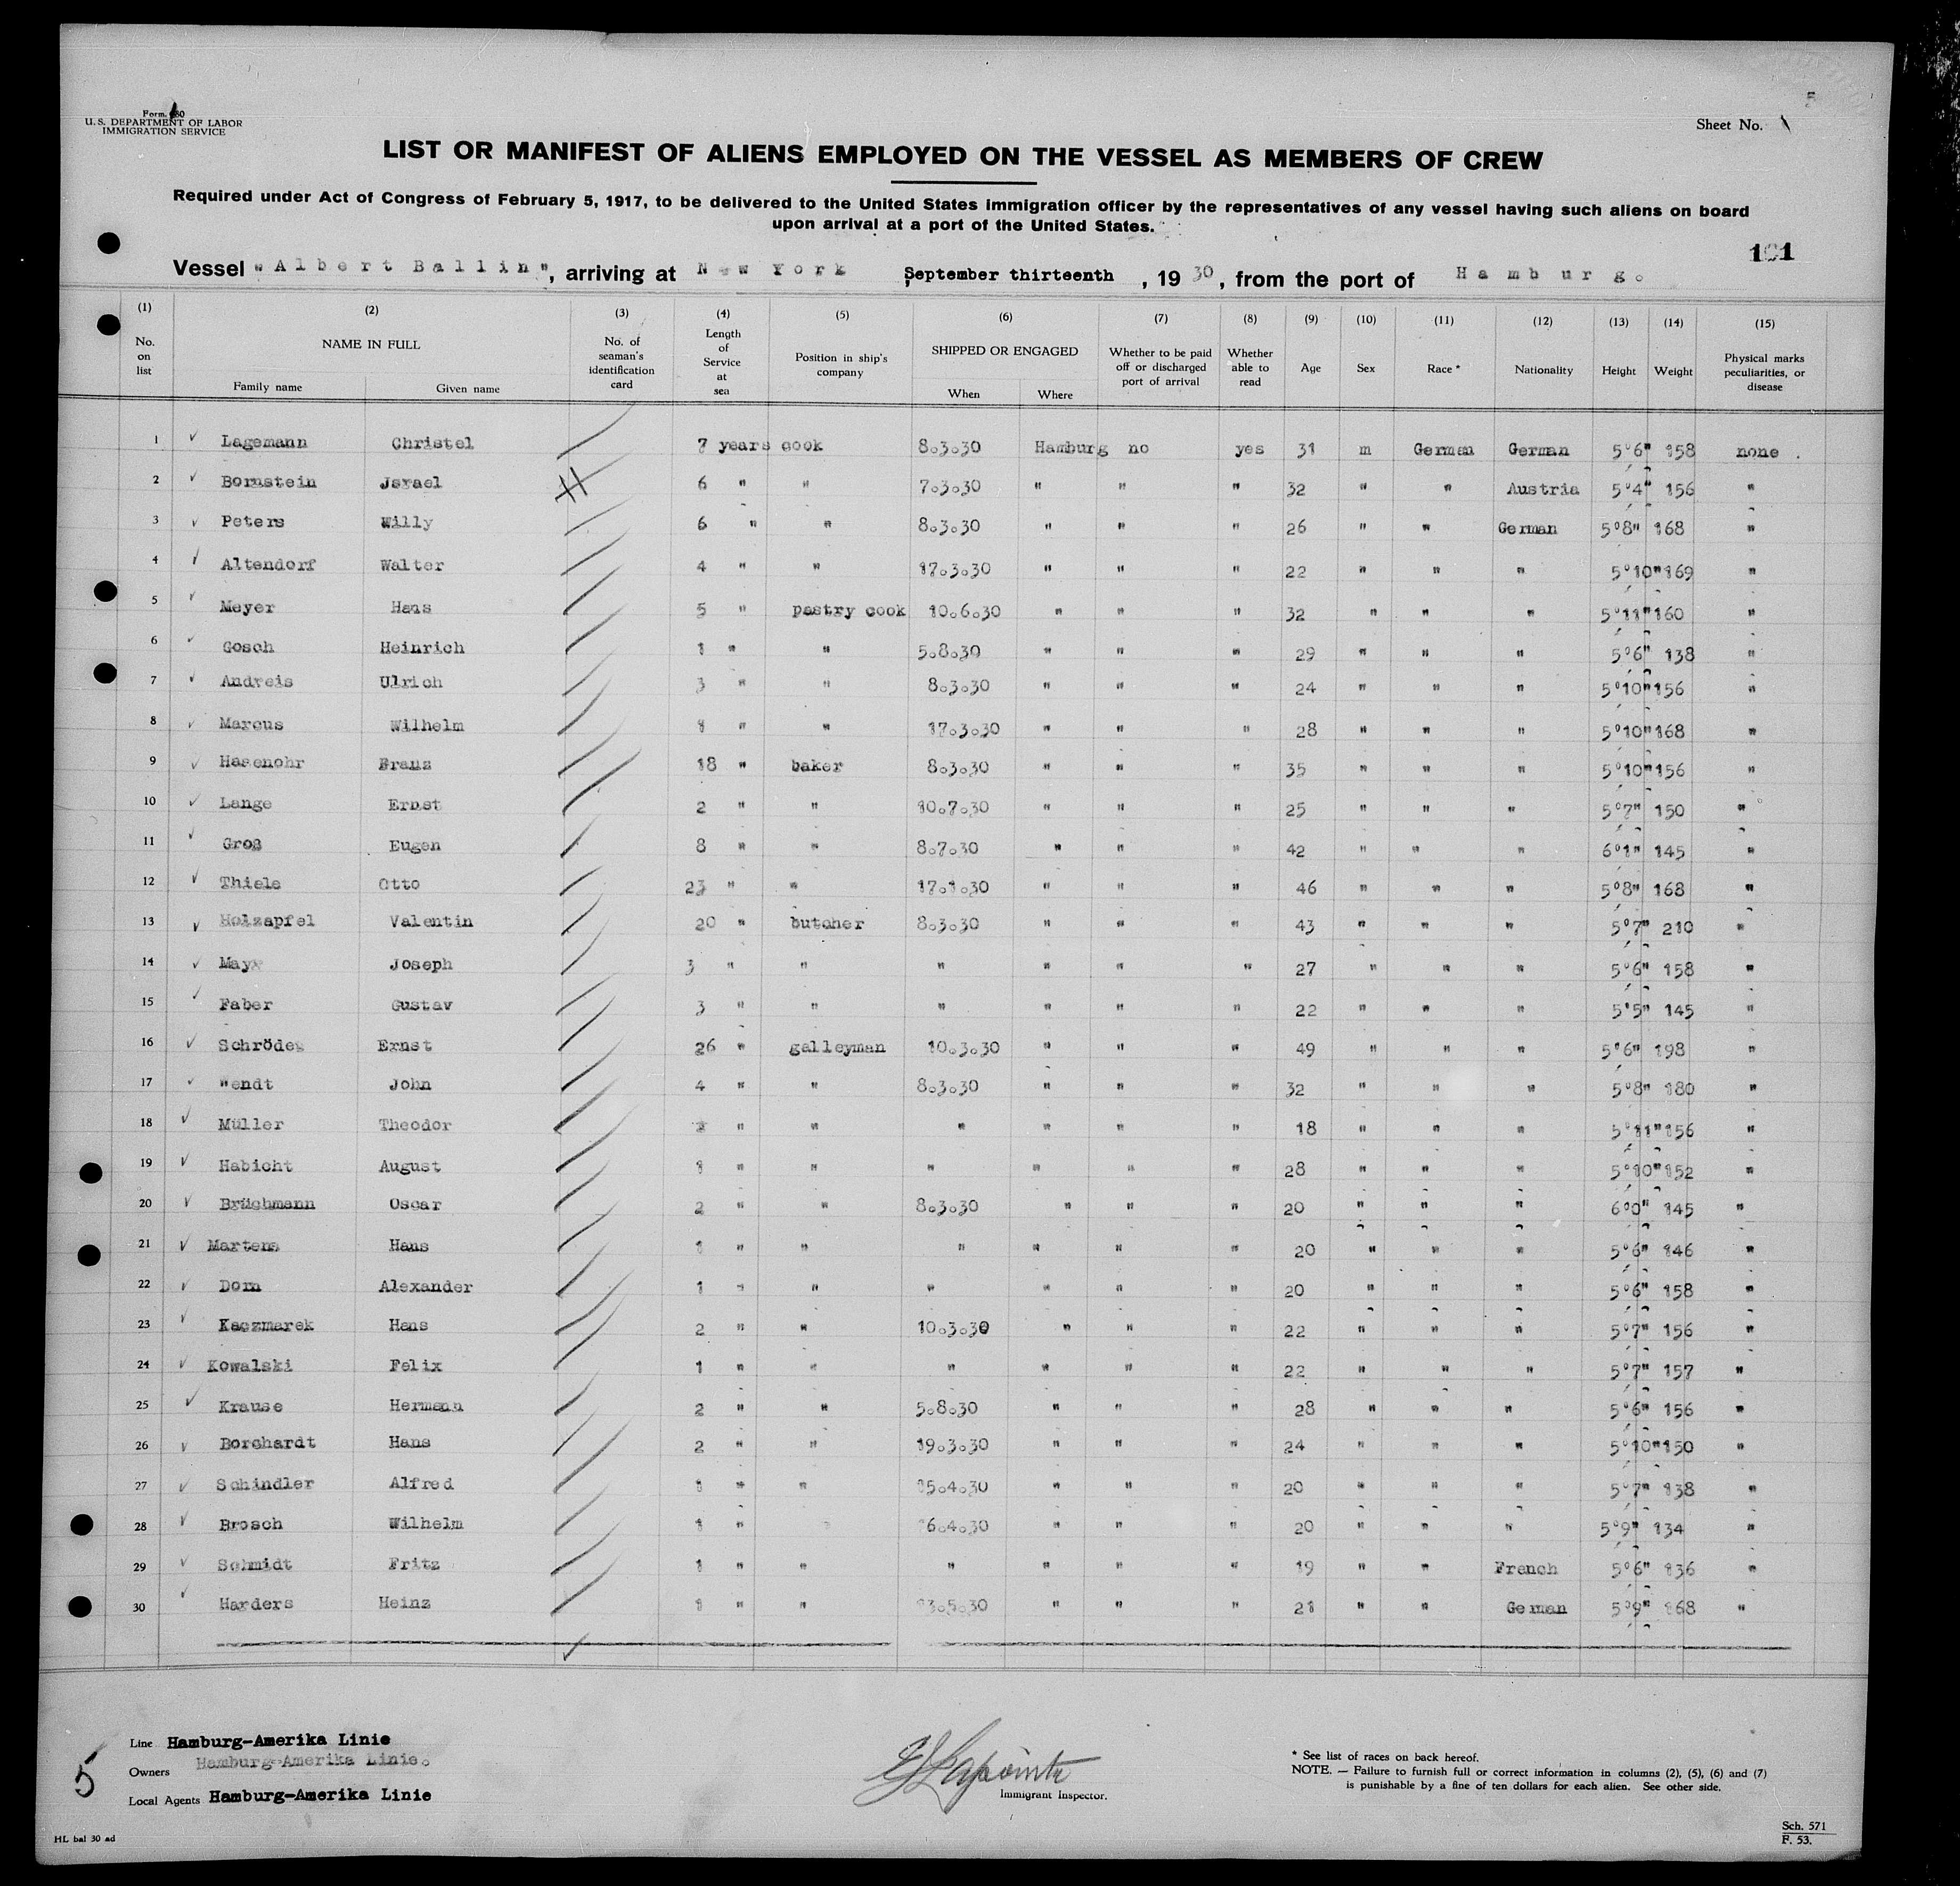 5
Form. 680
U. S. DEPARTMENT OF LABOR
IMMIGRATION SERVICE
Sheet No.
LIST OR MANIFEST OF ALIENS EMPLOYED ON THE VESSEL AS MEMBERS OF CREW
Required under Act of Congress of February 5, 1917, to be delivered to the United States immigration officer by the representatives of any vessel having such aliens on board
upon arrival at a port of the United States.
Vessel "Albert Ballin", arriving at New York, September thirteenth, 1930, from the port of Hamburg.
(1) (2) (3) (4) (5) (6) (7) (8) (9) (10) (11) (12) (13) (14) (15)
No. on list NAME IN FULL Family name Given name No. of seaman's identification card Length of Service at sea Position in ship's company SHIPPED OR ENGAGED When Where Whether to be paid off or discharged port of arrival Whether able to read Age Sex Race * Nationality Height Weight Physical marks peculiarities, or disease
1 Lagemann Christel 7 years cook 8.3.30 Hamburg no yes 31 m German German 5°6" 158 none
2 Bornstein Jsrael 6 " " 7.3.30 " " " 32 " " Austria 5°4" 156 "
3 Peters Willy 6 " " 8.3.30 " " " 26 " " German 5°8" 168 "
4 Altendorf Walter 4 " " 17.3.30 " " " 22 " " " 5°10" 169 "
5 Meyer Hans 5 " pastry cook 10.6.30 " " " 32 " " " 5°11" 160 "
6 Gosch Heinrich 1 " " 5.8.30 " " " 29 " " " 5°6" 138 "
7 Andreis Ulrich 3 " " 8.3.30 " " " 24 " " " 5°10" 156 "
8 Marcus Wilhelm 1 " " 17.3.30 " " " 28 " " " 5°10" 168 "
9 Hasenohr Franz 18 " baker 8.3.30 " " " 35 " " " 5°10" 156 "
10 Lange Ernst 2 " " 10.7.30 " " " 25 " " " 5°7" 150 "
11 Groß Eugen 8 " " 8.7.30 " " " 42 " " " 6°1" 145 "
12 Thiele Otto 23 " " 17.1.30 " " " 46 " " " 5°8" 168 "
13 Holzapfel Valentin 20 " butcher 8.3.30 " " " 43 " " " 5°7" 210 "
14 May Joseph 3 " " " " " " 27 " " " 5°6" 158 "
15 Faber Gustav 3 " " " " " " 22 " " " 5'5" 145 "
16 Schröder Ernst 26 " galleyman 10.3.30 " " " 49 " " " 5°6" 198 "
17 Wendt John 4 " " 8.3.30 " " " 32 " " " 5°8" 180 "
18 Müller Theodor " " " " " " 18 " " " 5°11" 156 "
19 Habicht August 1 " " " " " " 28 " " " 5°10" 152 "
20 Brüchmann Oscar 2 " " 8.3.30 " " " 20 " " " 6°0" 145 "
21 Martens Hans 1 " " " " " " 20 " " " 5°6" 146 "
22 Dorn Alexander 1 " " " " " " 20 " " " 5°6" 158 "
23 Kaczmarek Hans 2 " " 10.3.30 " " " 22 " " " 5°7" 156 "
24 Kowalski Felix 1 " " " " " " 22 " " " 5°7" 157 "
25 Krause Hermann 2 " " 5.8.30 " " " 28 " " " 5°6" 156 "
26 Borchardt Hans 2 " " 19.3.30 " " " 24 " " " 5°10" 150 "
27 Schindler Alfred 1 " " 15.4.30 " " " 20 " " " 5°7" 138 "
28 Brosch Wilhelm 1 " " 16.4.30 " " " 20 " " " 5°9" 134 "
29 Schmidt Fritz 1 " " " " " " 19 " " French 5°6" 136 "
30 Harders Heinz 1 " " 13.5.30 " " " 21 " " Geman 5°9" 168 "
Line Hamburg-Amerika Linie
Owners Hamburg-Amerika Linie.
Local Agents Hamburg-Amerika Linie
5
Lapointe
Immigrant Inspector.
* See list of races on back hereof.
NOTE. — Failure to furnish full or correct information in columns (2), (5), (6) and (7)
is punishable by a fine of ten dollars for each alien. See other side.
HL bal 30 ad
Sch. 571
F. 53.